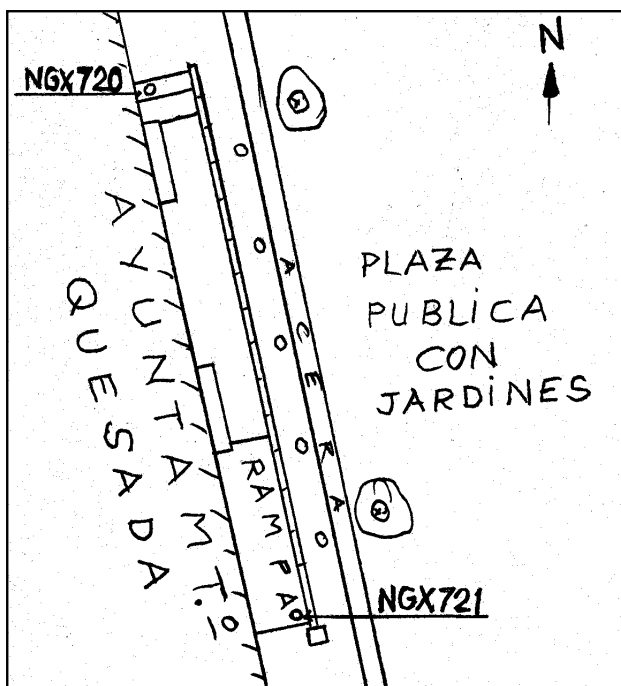 N
NGX720
ACERA
PLAZA
PUBLICA
CON
JARDINES
AYUNTAMT.º
QUESADA
RAMPA
NGX721